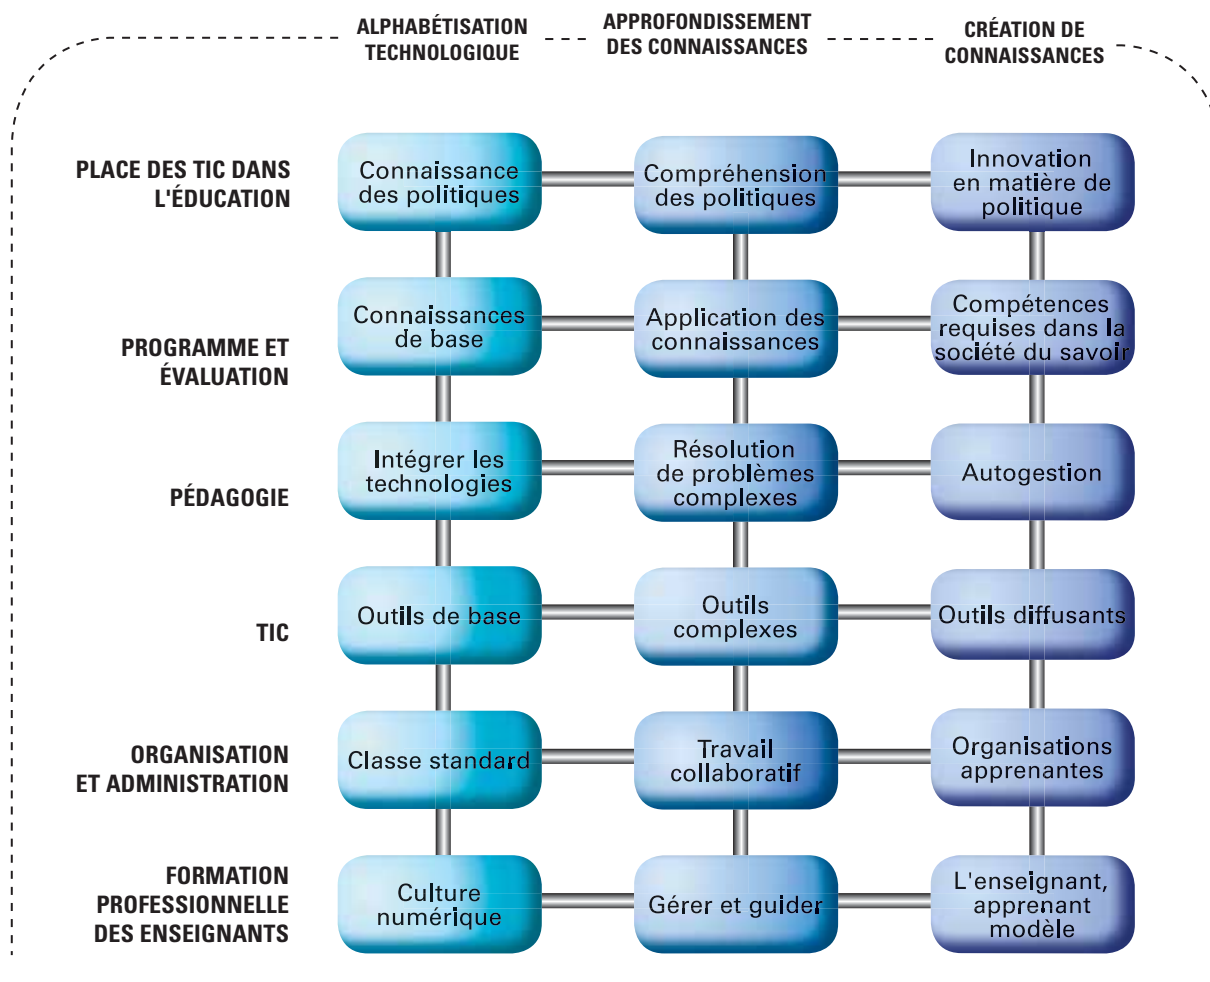 ALPHABÉTISATION
TECHNOLOGIQUE
APPROFONDISSEMENT
DES CONNAISSANCES
CRÉATION DE
CONNAISSANCES
PLACE DES TIC DANS
L'ÉDUCATION
Connaissance
des politiques
Compréhension
des politiques
Innovation
en matière de
politique
PROGRAMME ET
ÉVALUATION
Connaissances
de base
Application des
connaissances
Compétences
requises dans la
société du savoir
PÉDAGOGIE
Intégrer les
technologies
Résolution
de problèmes
complexes
Autogestion
TIC
Outils de base
Outils
complexes
Outils diffusants
ORGANISATION
ET ADMINISTRATION
Classe standard
Travail
collaboratif
Organisations
apprenantes
FORMATION
PROFESSIONNELLE
DES ENSEIGNANTS
Culture
numérique
Gérer et guider
L'enseignant,
apprenant
modèle